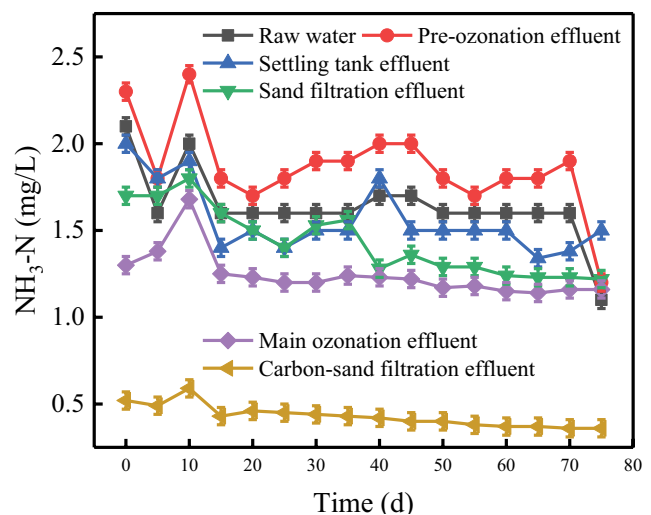 Raw water Pre-ozonation effluent
Settling tank effluent
Sand filtration effluent
2.5
2.0
1.5
1.0
0.5
NH₃-N (mg/L)
Main ozonation effluent
Carbon-sand filtration effluent
0 10 20 30 40 50 60 70 80
Time (d)